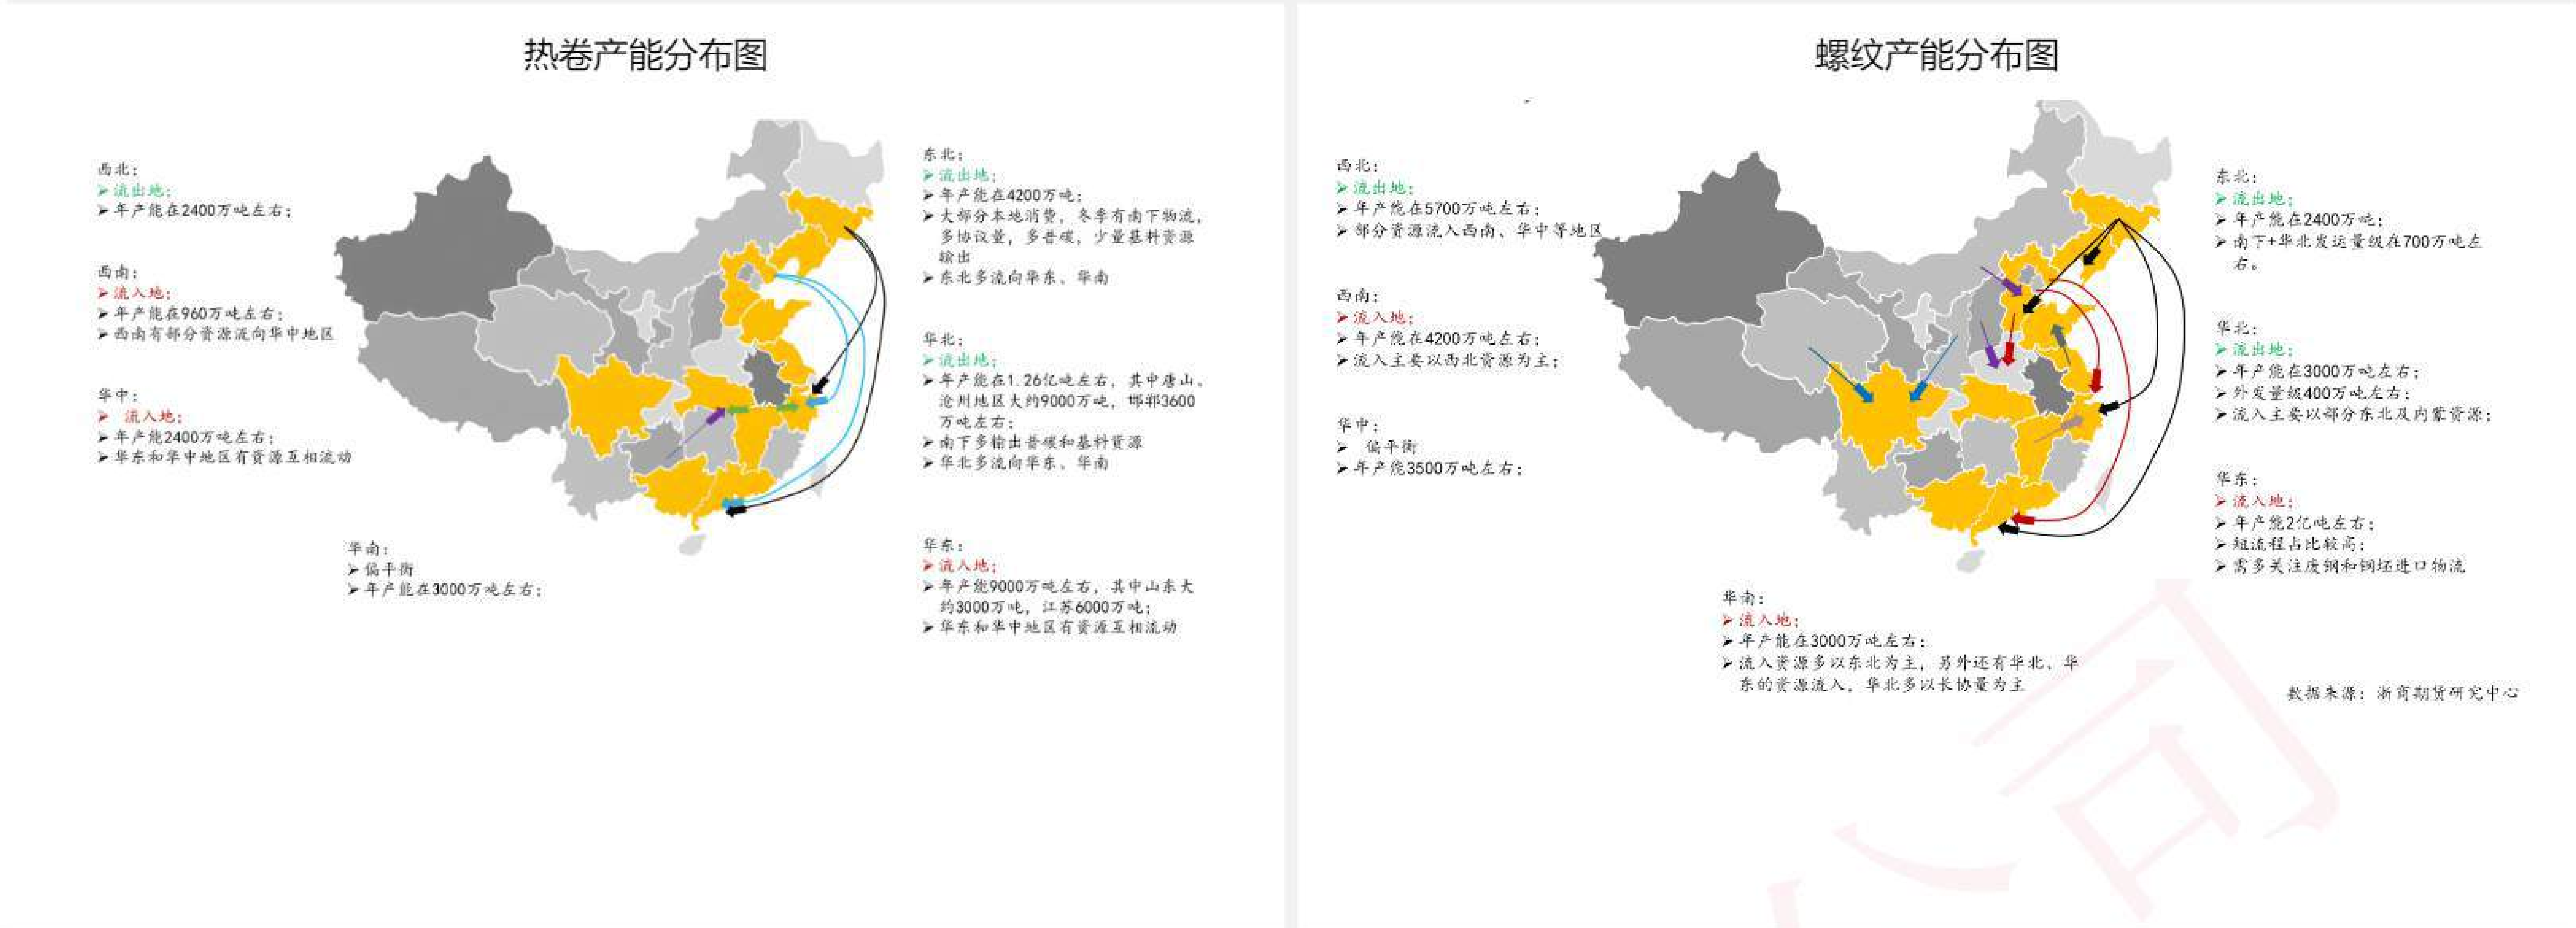 热卷产能分布图
西北：
➢流出地；
➢年产能在2400万吨左右；
西南：
➢流入地；
➢年产能在960万吨左右；
➢西南有部分资源流向华中地区
华中：
➢ 流入地；
➢年产能2400万吨左右；
➢华东和华中地区有资源互相流动
华南：
➢偏平衡
➢年产能在3000万吨左右；
东北：
➢流出地；
➢年产能在4200万吨；
➢大部分本地消费，冬季有南下物流，
多协议量，多普碳，少量基料资源
输出
➢东北多流向华东、华南
华北：
➢流出地；
➢年产能在1.26亿吨左右，其中唐山、
沧州地区大约9000万吨，邯郸3600
万吨左右；
➢南下多输出普碳和基料资源
➢华北多流向华东、华南
华东：
➢流入地；
➢年产能9000万吨左右，其中山东大
约3000万吨，江苏6000万吨；
➢华东和华中地区有资源互相流动
螺纹产能分布图
西北：
➢流出地；
➢年产能在5700万吨左右；
➢部分资源流入西南、华中等地区
西南：
➢流入地；
➢年产能在4200万吨左右；
➢流入主要以西北资源为主；
华中：
➢ 偏平衡
➢年产能3500万吨左右；
华南：
➢流入地；
➢年产能在3000万吨左右；
➢流入资源多以东北为主，另外还有华北、华
东的资源流入，华北多以长协量为主
东北：
➢流出地；
➢年产能在2400万吨；
➢南下+华北发运量级在700万吨左
右。
华北：
➢流出地；
➢年产能在3000万吨左右；
➢外发量级400万吨左右；
➢流入主要以部分东北及内蒙资源；
华东：
➢流入地；
➢年产能2亿吨左右；
➢短流程占比较高；
➢需多关注废钢和钢坯进口物流
数据来源：浙商期货研究中心
公司